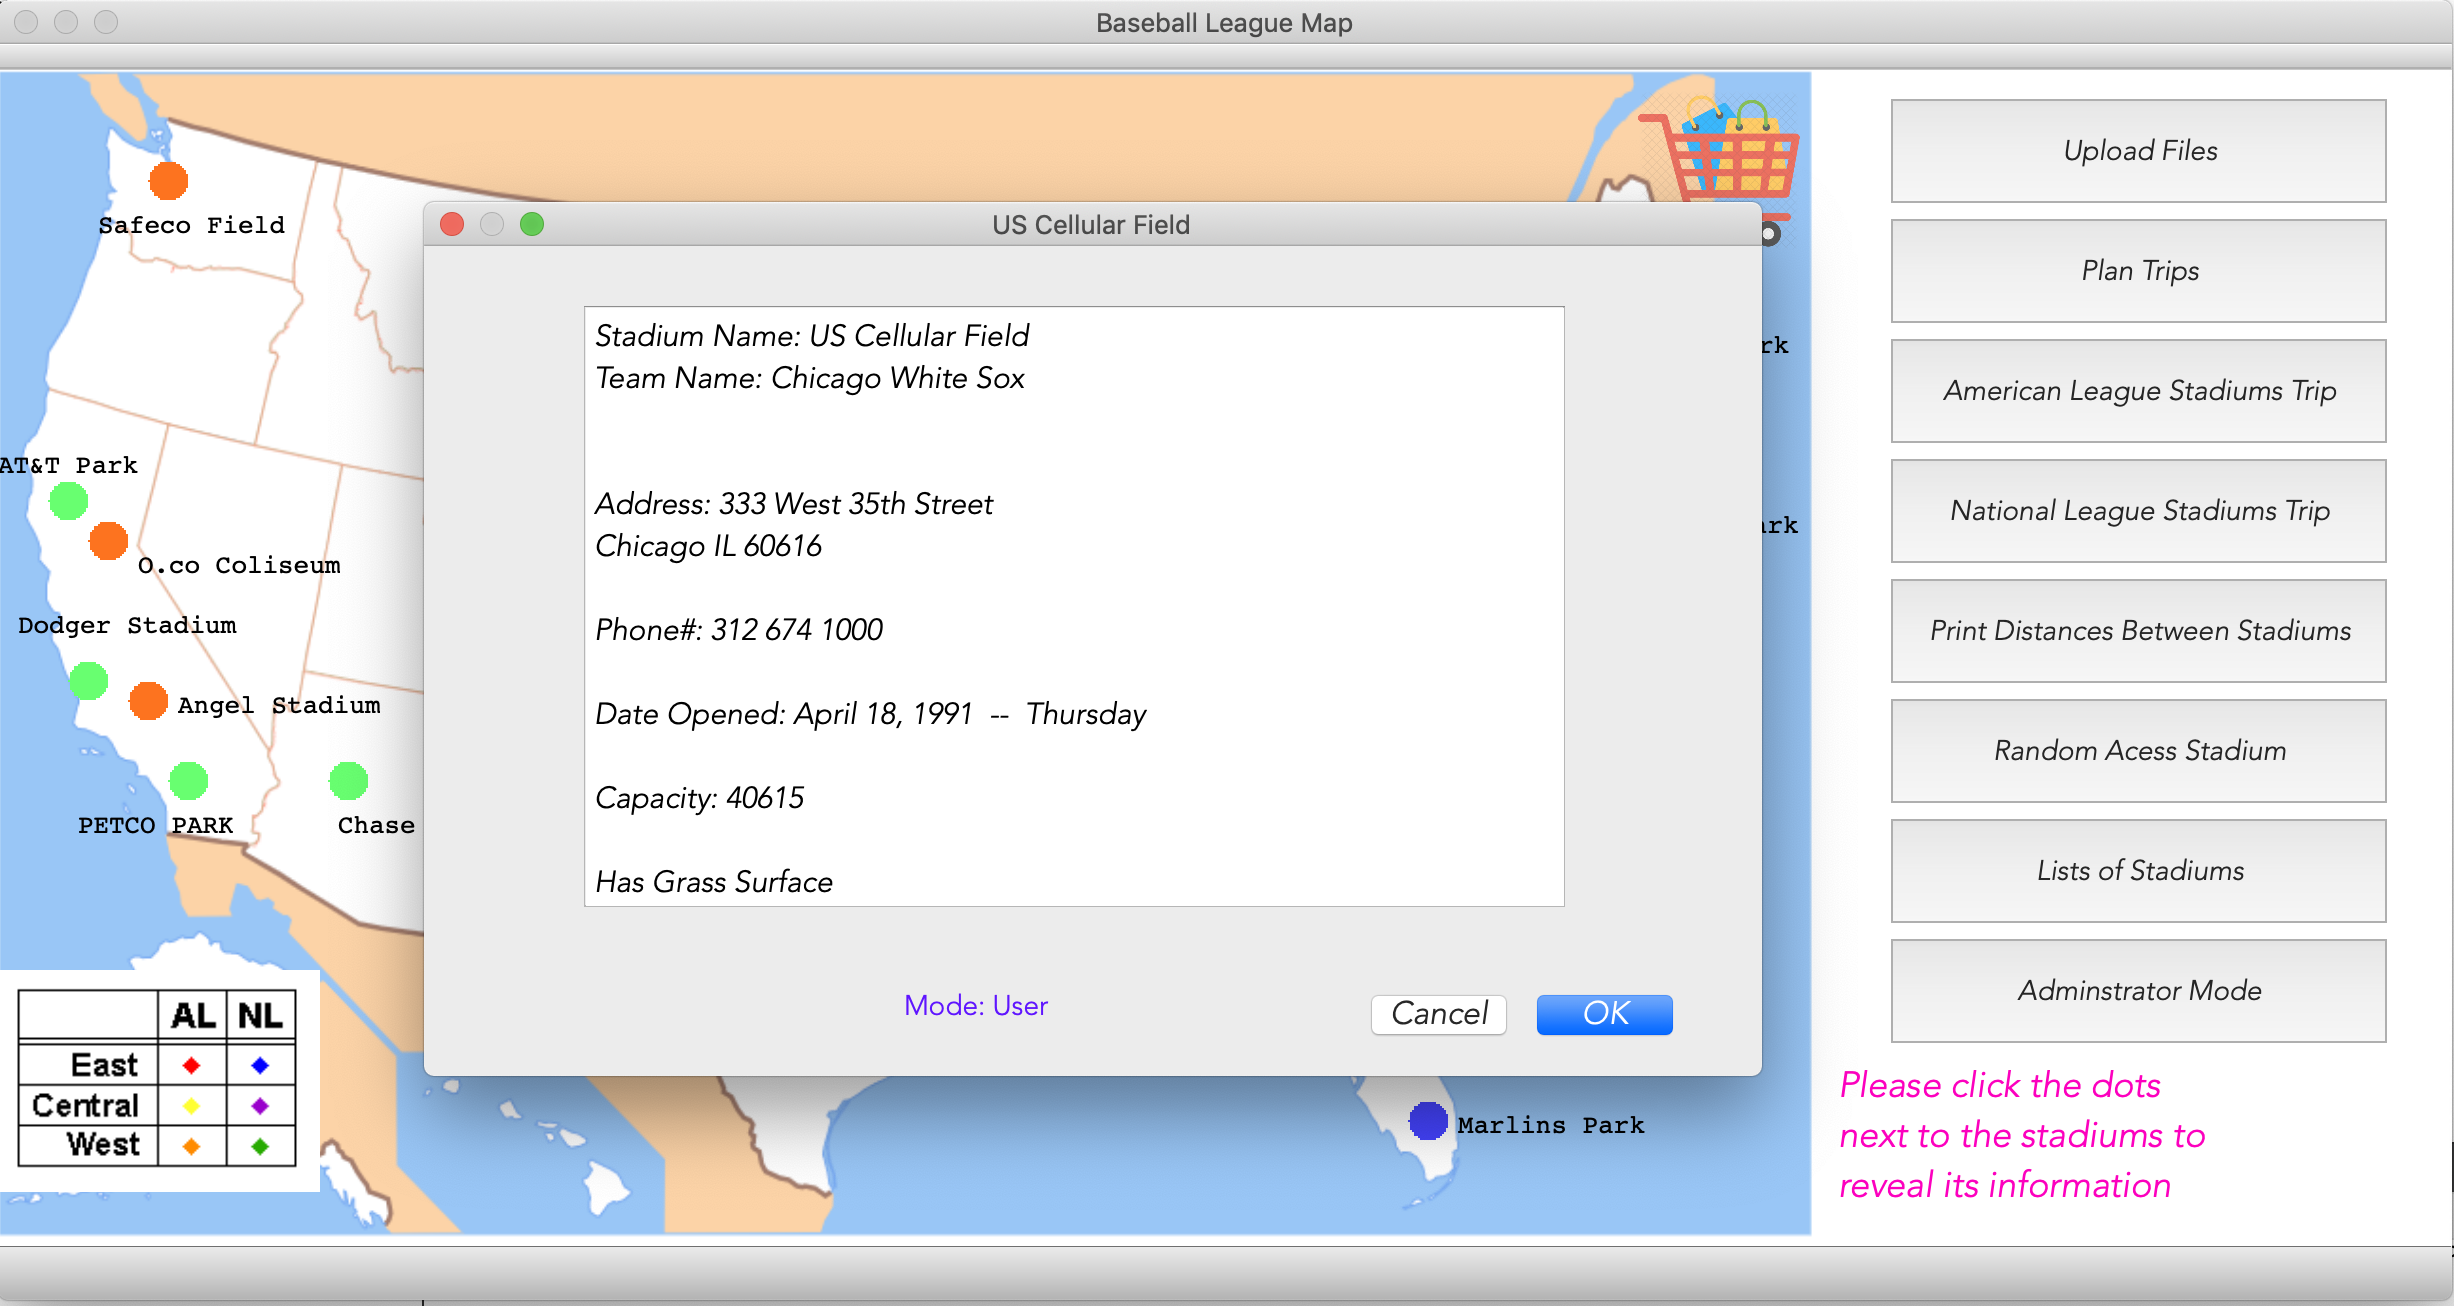 Baseball League Map
Safeco Field
AT&T Park
O.co Coliseum
Dodger Stadium
Angel Stadium
PETCO PARK
Chase
AL NL
East
Central
West
US Cellular Field
Stadium Name: US Cellular Field
Team Name: Chicago White Sox
Address: 333 West 35th Street
Chicago IL 60616
Phone#: 312 674 1000
Date Opened: April 18, 1991 -- Thursday
Capacity: 40615
Has Grass Surface
Mode: User
Cancel
OK
Marlins Park
Upload Files
Plan Trips
American League Stadiums Trip
National League Stadiums Trip
Print Distances Between Stadiums
Random Acess Stadium
Lists of Stadiums
Adminstrator Mode
Please click the dots
next to the stadiums to
reveal its information